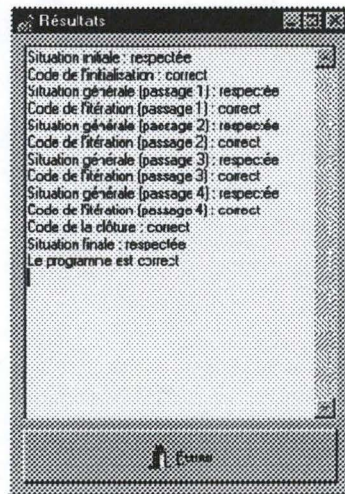 Résultats
Situation initiale : respectée
Code de l'initialisation : correct
Situation générale (passage 1) : respectée
Code de l'itération (passage 1) : correct
Situation générale (passage 2) : respectée
Code de l'itération (passage 2) : correct
Situation générale (passage 3) : respectée
Code de l'itération (passage 3) : correct
Situation générale (passage 4) : respectée
Code de l'itération (passage 4) : correct
Code de la clôture : correct
Situation finale : respectée
Le programme est correct